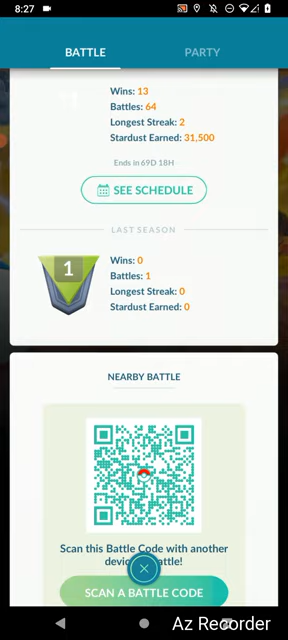 8:27
BATTLE
PARTY
Wins: 13
Battles: 64
Longest Streak: 2
Stardust Earned: 31,500
Ends in 69D 18H
SEE SCHEDULE
LAST SEASON
1
Wins: 0
Battles: 1
Longest Streak: 0
Stardust Earned: 0
NEARBY BATTLE
Scan this Battle Code with another
SCAN A BATTLE CODE
Az Recorder